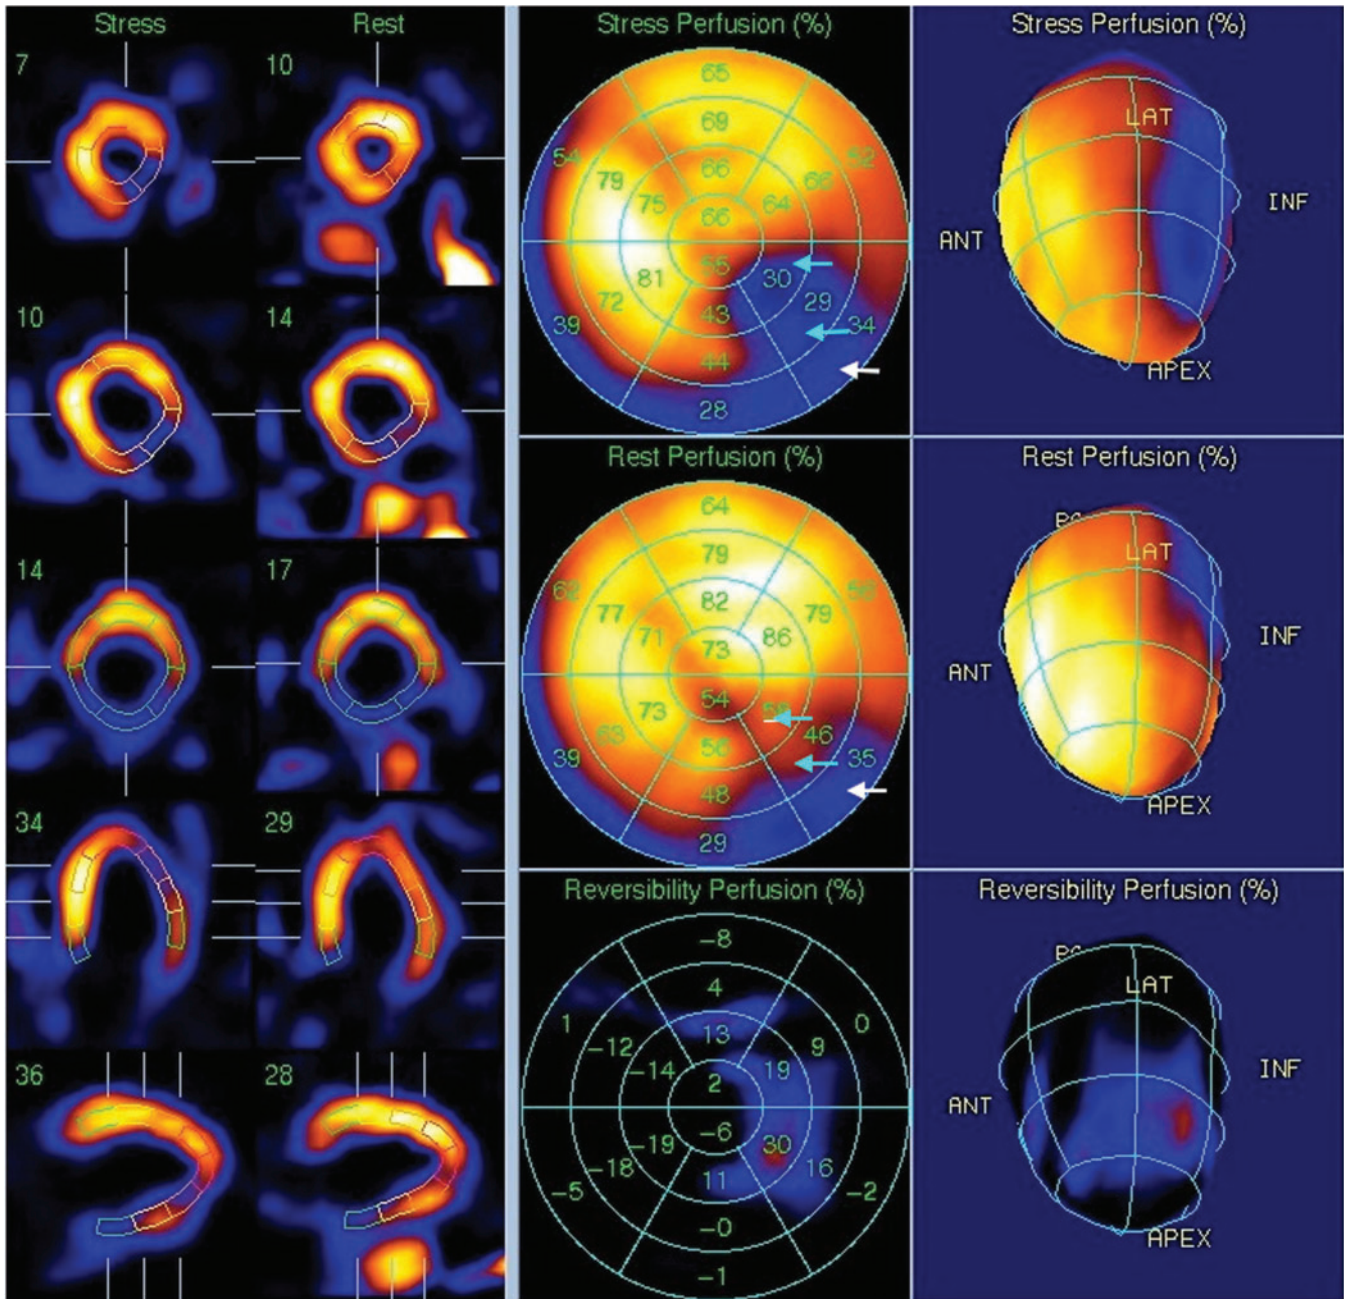 Stress Rest
7 10
10 14
14 17
34 29
36 28
Stress Perfusion (%)
65
69
54 52
79 66 66
75 64
66
55
81 30
72 29
43
39 34
44
28
Stress Perfusion (%)
LAT
INF
ANT
APEX
Rest Perfusion (%)
64
79
62 56
77 82 79
71 86
73
54
73 58
63 46
56
39 35
48
29
Rest Perfusion (%)
LAT
INF
ANT
APEX
Reversibility Perfusion (%)
-8
4
1 0
-12 13 9
-14 19
2
-6
-19 30
-18 16
11
-5 -2
-0
-1
Reversibility Perfusion (%)
LAT
INF
ANT
APEX